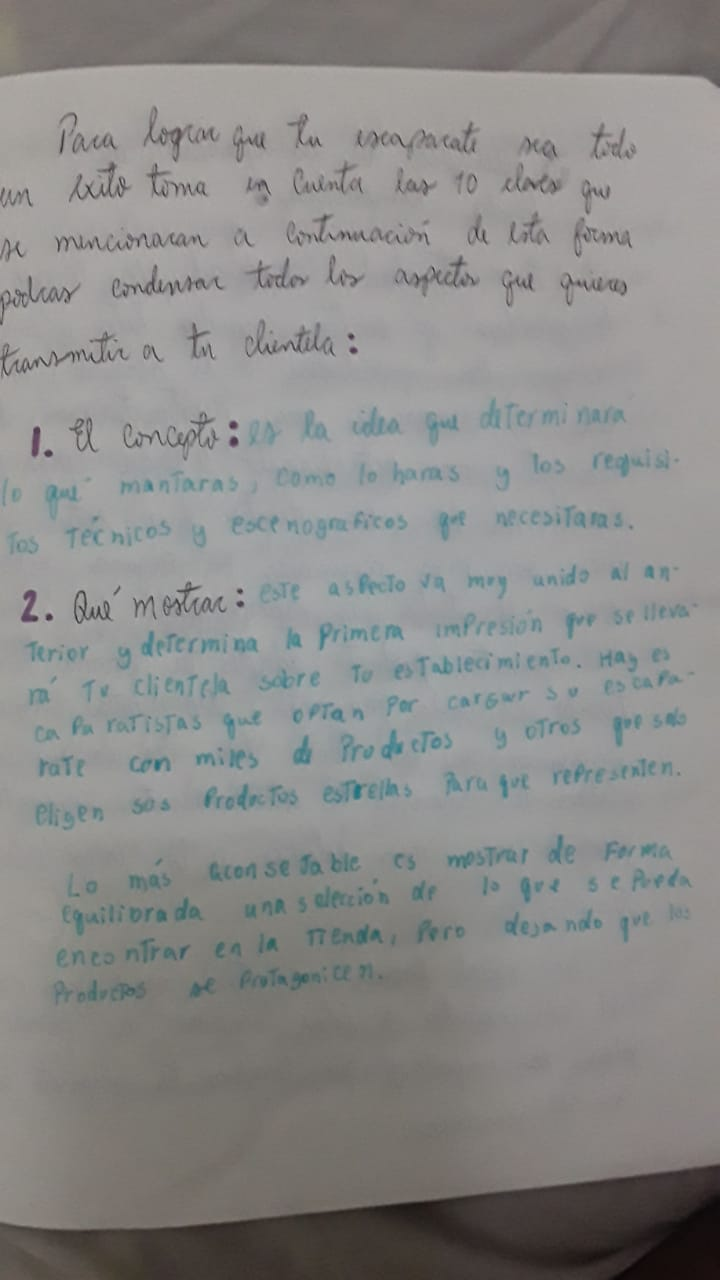 Para lograr que tu escaparate sea todo
un éxito toma en Cuenta las 10 claves que
se mencionaran a Continuación de esta forma
podras condensar todos los aspectos que quieres
transmitir a tu clientela:
1. El concepto: es la idea que determinara
lo que mantaras, como lo haras y los requisi-
Tos Técnicos y escenograficos que necesitaras.
2. Qué mostrar: este aspecto va muy unido al an-
Terior y determina la Primera impresión que se lleva-
rá Tu clientela sobre Tu esTablecimiento. Hay es
ca Pa ratistas que optan Por cargar su escapa-
rate con miles de Productos y oTros que solo
eligen sus Productos estrellas Para que representen.
Lo más aconsejable es mostrar de Forma
Equilibrada una selección de lo que se Pueda
encontrar en la Tienda, Pero dejando que los
Productos se Protagonicen.